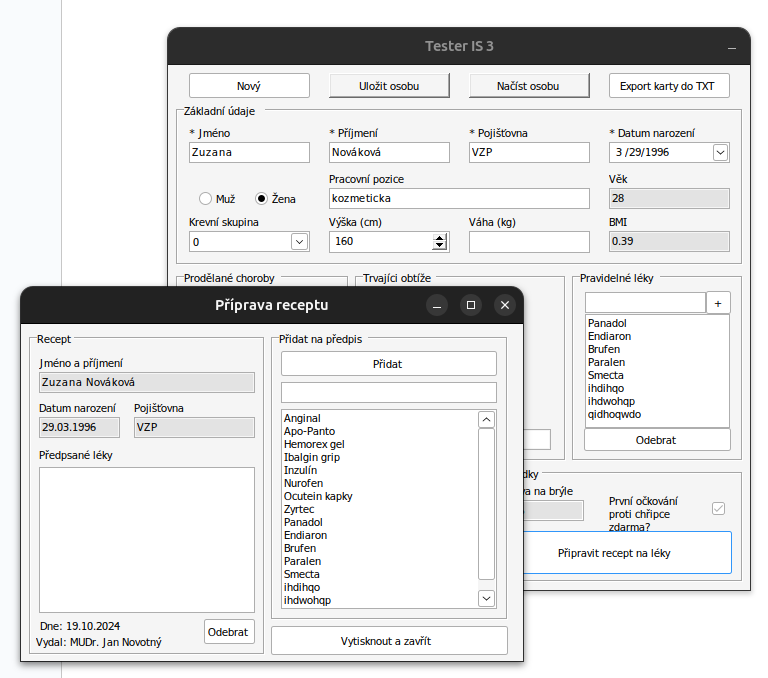 Tester IS 3
Nový
Uložit osobu
Načíst osobu
Export karty do TXT
Základní údaje
* Jméno
* Příjmení
* Pojišťovna
* Datum narození
Zuzana
Nováková
VZP
3 /29/1996
Pracovní pozice
Věk
Muž
Žena
kozmeticka
28
Krevní skupina
Výška (cm)
Váha (kg)
BMI
0
160
0.39
Prodělané choroby
Trvající obtíže
Pravidelné léky
+
Panadol
Endiaron
Brufen
Paralen
Smecta
ihdihqo
ihdwohqp
qidhoqwdo
Odebrat
dky
va na brýle
První očkování
proti chřipce
zdarma?
Připravit recept na léky
Příprava receptu
Recept
Jméno a příjmení
Zuzana Nováková
Datum narození
Pojišťovna
29.03.1996
VZP
Předpsané léky
Dne: 19.10.2024
Vydal: MUDr. Jan Novotný
Odebrat
Přidat na předpis
Přidat
Anginal
Apo-Panto
Hemorex gel
Ibalgin grip
Inzulín
Nurofen
Ocutein kapky
Zyrtec
Panadol
Endiaron
Brufen
Paralen
Smecta
ihdihqo
ihdwohqp
Vytisknout a zavřít